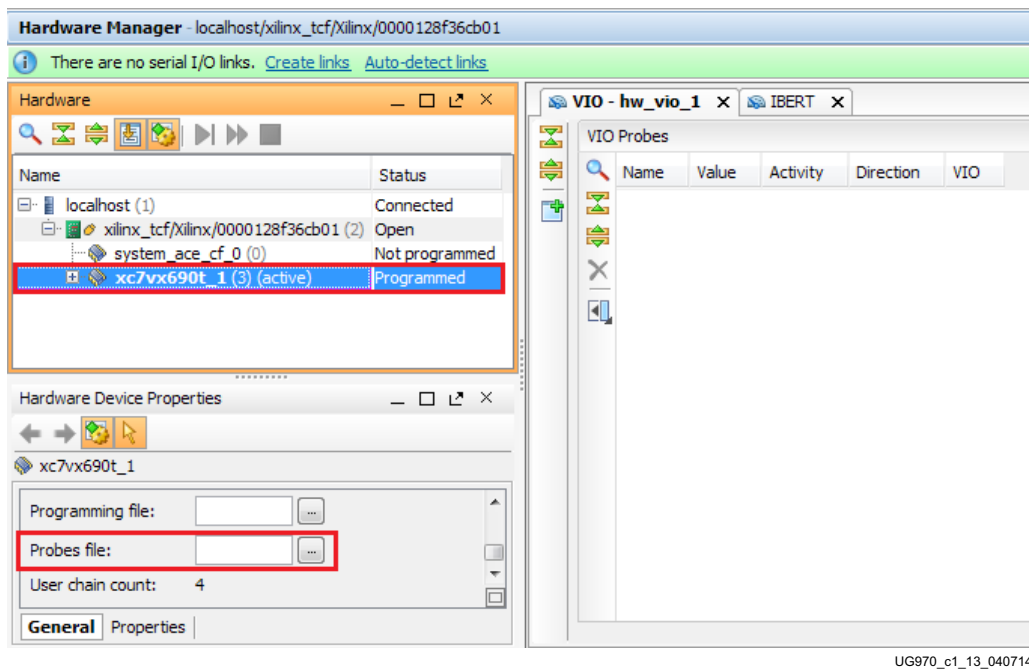 Hardware Manager - localhost/xilinx_tcf/Xilinx/0000128f36cb01
There are no serial I/O links. Create links Auto-detect links
Hardware
Name Status
localhost (1) Connected
xilinx_tcf/Xilinx/0000128f36cb01 (2) Open
system_ace_cf_0 (0) Not programmed
xc7vx690t_1 (3) (active) Programmed
Hardware Device Properties
xc7vx690t_1
Programming file: ...
Probes file: ...
User chain count: 4
General Properties
VIO - hw_vio_1 IBERT
VIO Probes
Name Value Activity Direction VIO
UG970_c1_13_040714